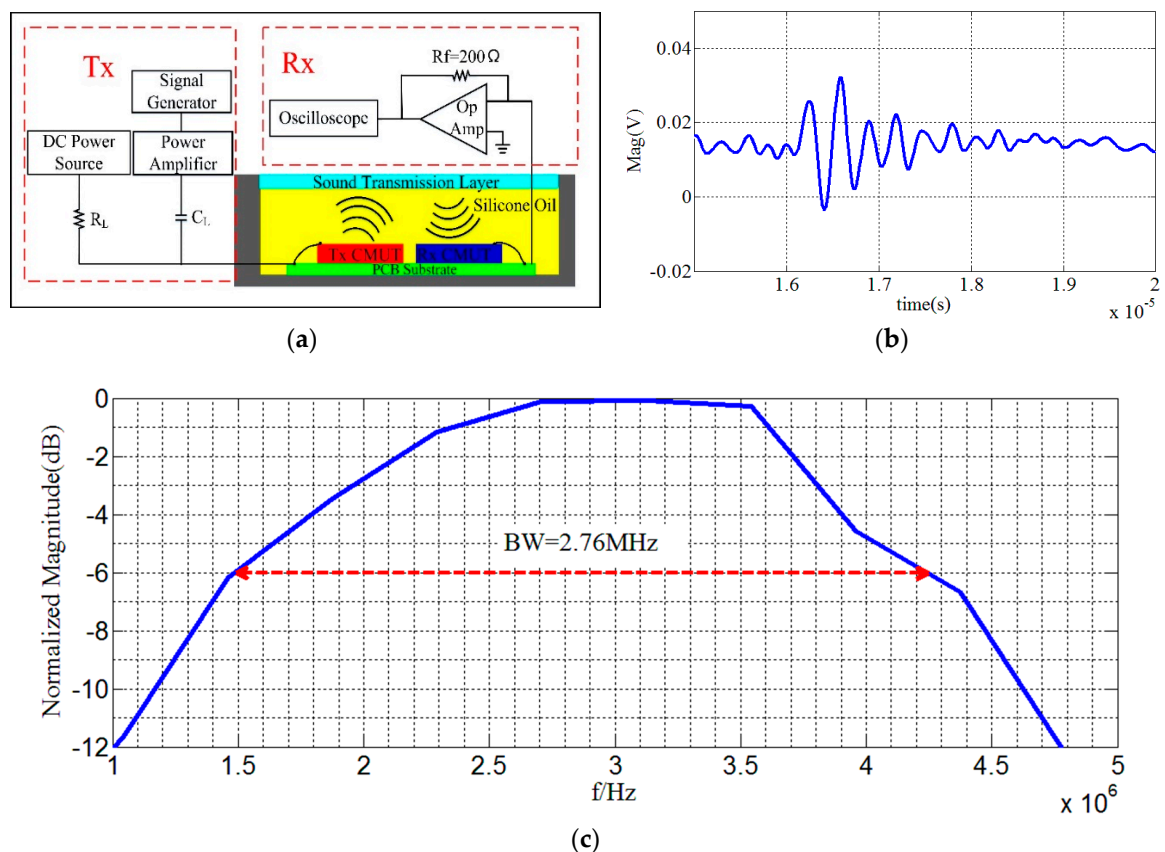 Tx
Signal
Generator
DC Power
Source
Power
Amplifier
R_L
C_L
Rx
Rf=200Ω
Oscilloscope
Op
Amp
Sound Transmission Layer
Silicone Oil
Tx CMUT
Rx CMUT
PCB Substrate
(a)
Mag(V)
0.04
0.02
0
-0.02
1.6 1.7 1.8 1.9 2
time(s)
x 10^-5
(b)
Normalized Magnitude(dB)
0
-2
-4
-6
-8
-10
-12
BW=2.76MHz
1 1.5 2 2.5 3 3.5 4 4.5 5
f/Hz
x 10^6
(c)